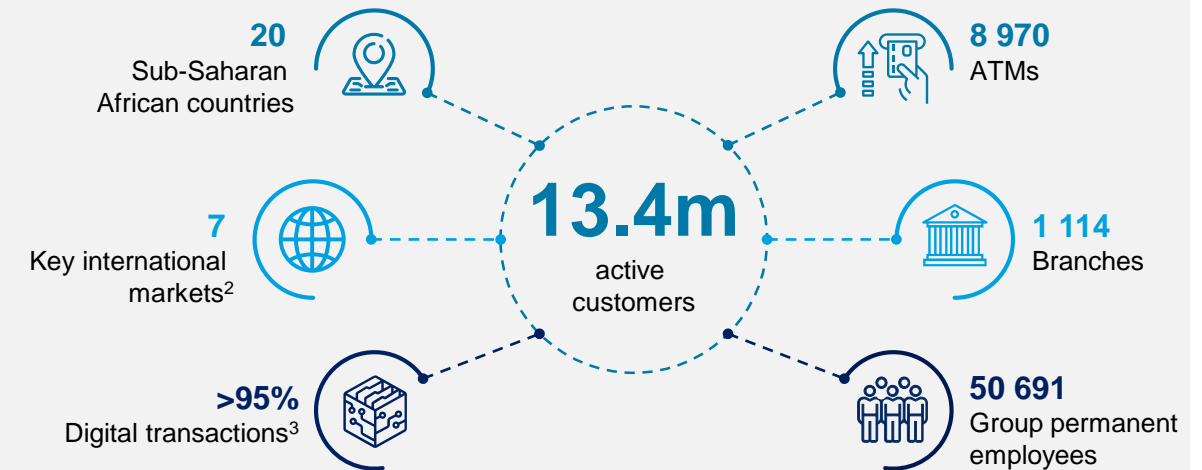 20
Sub-Saharan
African countries
8 970
ATMs
7
Key international
markets²
13.4m
active
customers
1 114
Branches
>95%
Digital transactions³
50 691
Group permanent
employees